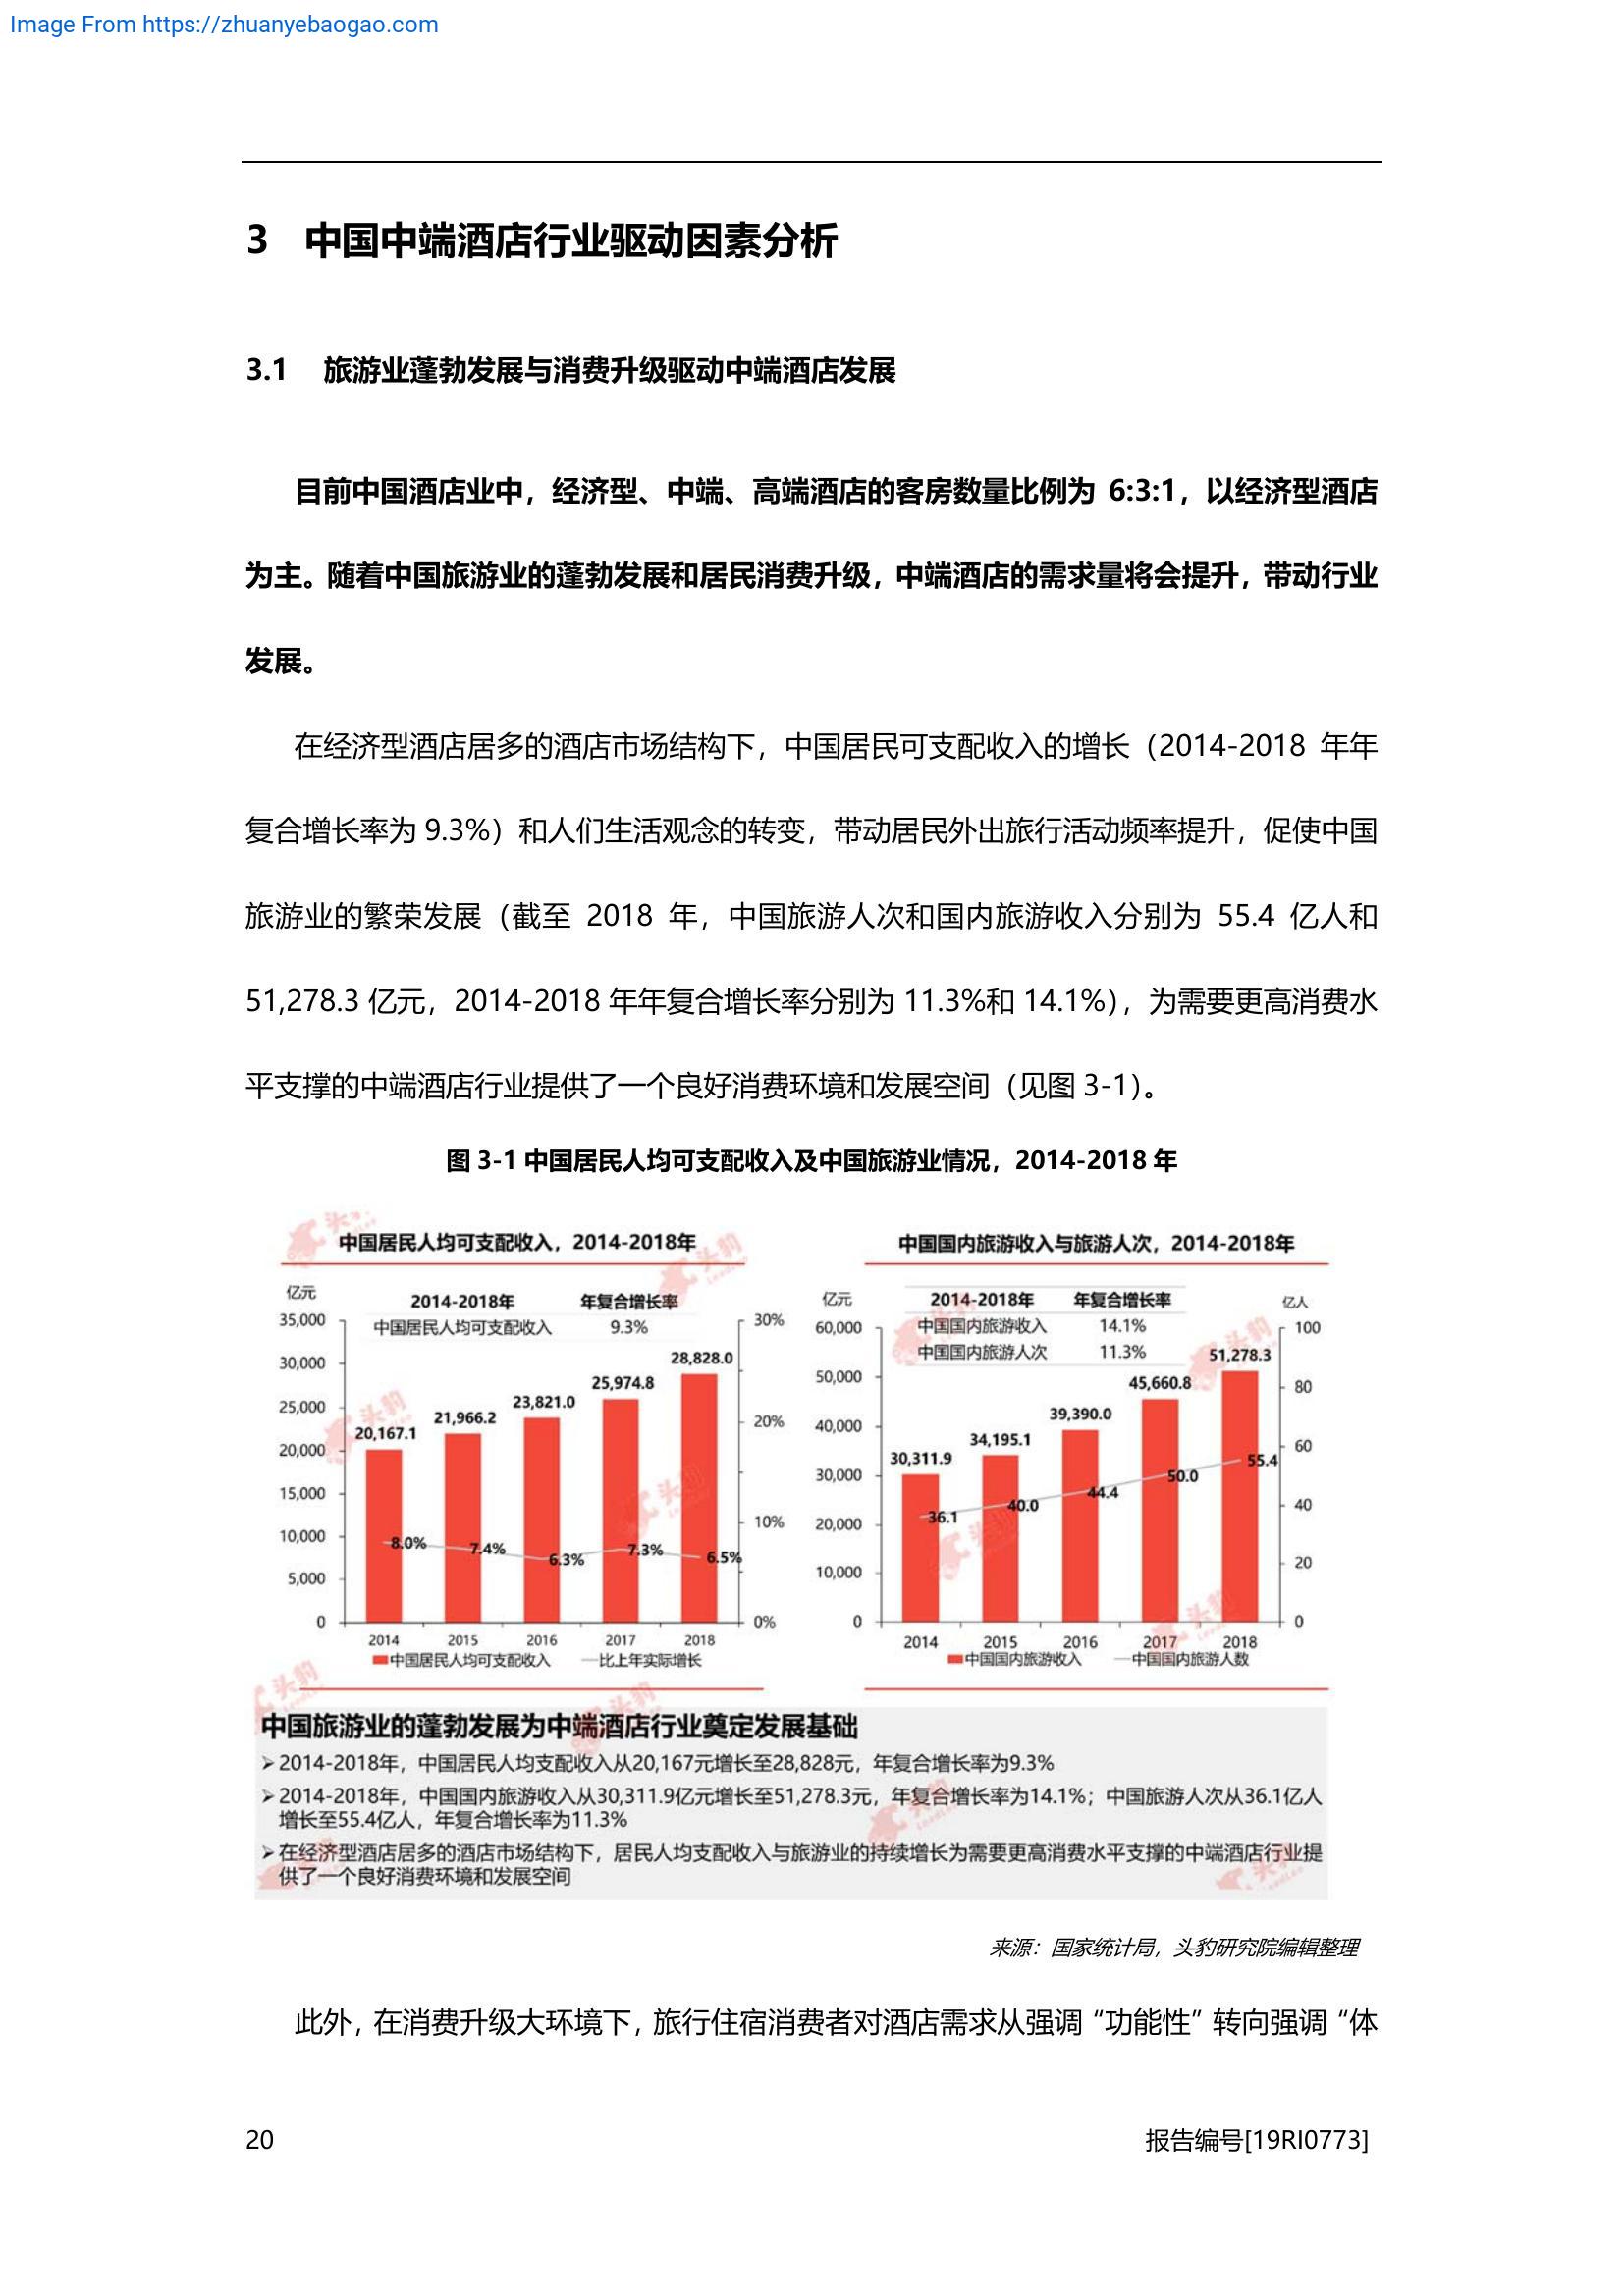 Image From https://zhuanyebaogao.com
3 中国中端酒店行业驱动因素分析
3.1 旅游业蓬勃发展与消费升级驱动中端酒店发展
目前中国酒店业中，经济型、中端、高端酒店的客房数量比例为 6:3:1，以经济型酒店
为主。随着中国旅游业的蓬勃发展和居民消费升级，中端酒店的需求量将会提升，带动行业
发展。
在经济型酒店居多的酒店市场结构下，中国居民可支配收入的增长（2014-2018 年年
复合增长率为 9.3%）和人们生活观念的转变，带动居民外出旅行活动频率提升，促使中国
旅游业的繁荣发展（截至 2018 年，中国旅游人次和国内旅游收入分别为 55.4 亿人和
51,278.3 亿元，2014-2018 年年复合增长率分别为 11.3%和 14.1%），为需要更高消费水
平支撑的中端酒店行业提供了一个良好消费环境和发展空间（见图 3-1）。
图 3-1 中国居民人均可支配收入及中国旅游业情况，2014-2018 年
中国居民人均可支配收入，2014-2018年
亿元
2014-2018年 年复合增长率
中国居民人均可支配收入 9.3%
35,000
30,000
25,000
20,000
15,000
10,000
5,000
0
30%
20%
10%
0%
20,167.1
21,966.2
23,821.0
25,974.8
28,828.0
8.0%
7.4%
6.3%
7.3%
6.5%
2014 2015 2016 2017 2018
中国居民人均可支配收入 比上年实际增长
中国国内旅游收入与旅游人次，2014-2018年
亿元
亿人
2014-2018年 年复合增长率
中国国内旅游收入 14.1%
中国国内旅游人次 11.3%
60,000
50,000
40,000
30,000
20,000
10,000
0
100
80
60
40
20
0
30,311.9
34,195.1
39,390.0
45,660.8
51,278.3
36.1
40.0
44.4
50.0
55.4
2014 2015 2016 2017 2018
中国国内旅游收入 中国国内旅游人数
中国旅游业的蓬勃发展为中端酒店行业奠定发展基础
➢2014-2018年，中国居民人均支配收入从20,167元增长至28,828元，年复合增长率为9.3%
➢2014-2018年，中国国内旅游收入从30,311.9亿元增长至51,278.3元，年复合增长率为14.1%；中国旅游人次从36.1亿人
增长至55.4亿人，年复合增长率为11.3%
➢在经济型酒店居多的酒店市场结构下，居民人均支配收入与旅游业的持续增长为需要更高消费水平支撑的中端酒店行业提
供了一个良好消费环境和发展空间
来源：国家统计局，头豹研究院编辑整理
此外，在消费升级大环境下，旅行住宿消费者对酒店需求从强调“功能性”转向强调“体
20
报告编号[19RI0773]